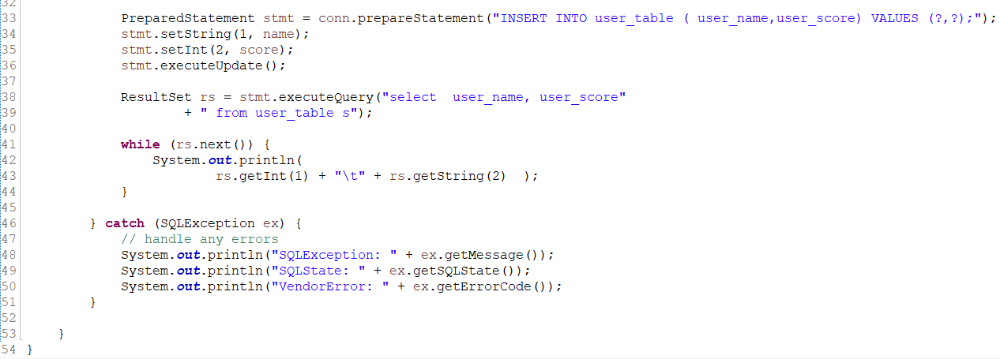 32
33 PreparedStatement stmt = conn.prepareStatement("INSERT INTO user_table ( user_name,user_score) VALUES (?,?);");
34 stmt.setString(1, name);
35 stmt.setInt(2, score);
36 stmt.executeUpdate();
37
38 ResultSet rs = stmt.executeQuery("select  user_name, user_score"
39 + " from user_table s");
40
41 while (rs.next()) {
42 System.out.println(
43 rs.getInt(1) + "\t" + rs.getString(2)  );
44 }
45
46 } catch (SQLException ex) {
47 // handle any errors
48 System.out.println("SQLException: " + ex.getMessage());
49 System.out.println("SQLState: " + ex.getSQLState());
50 System.out.println("VendorError: " + ex.getErrorCode());
51 }
52
53 }
54 }